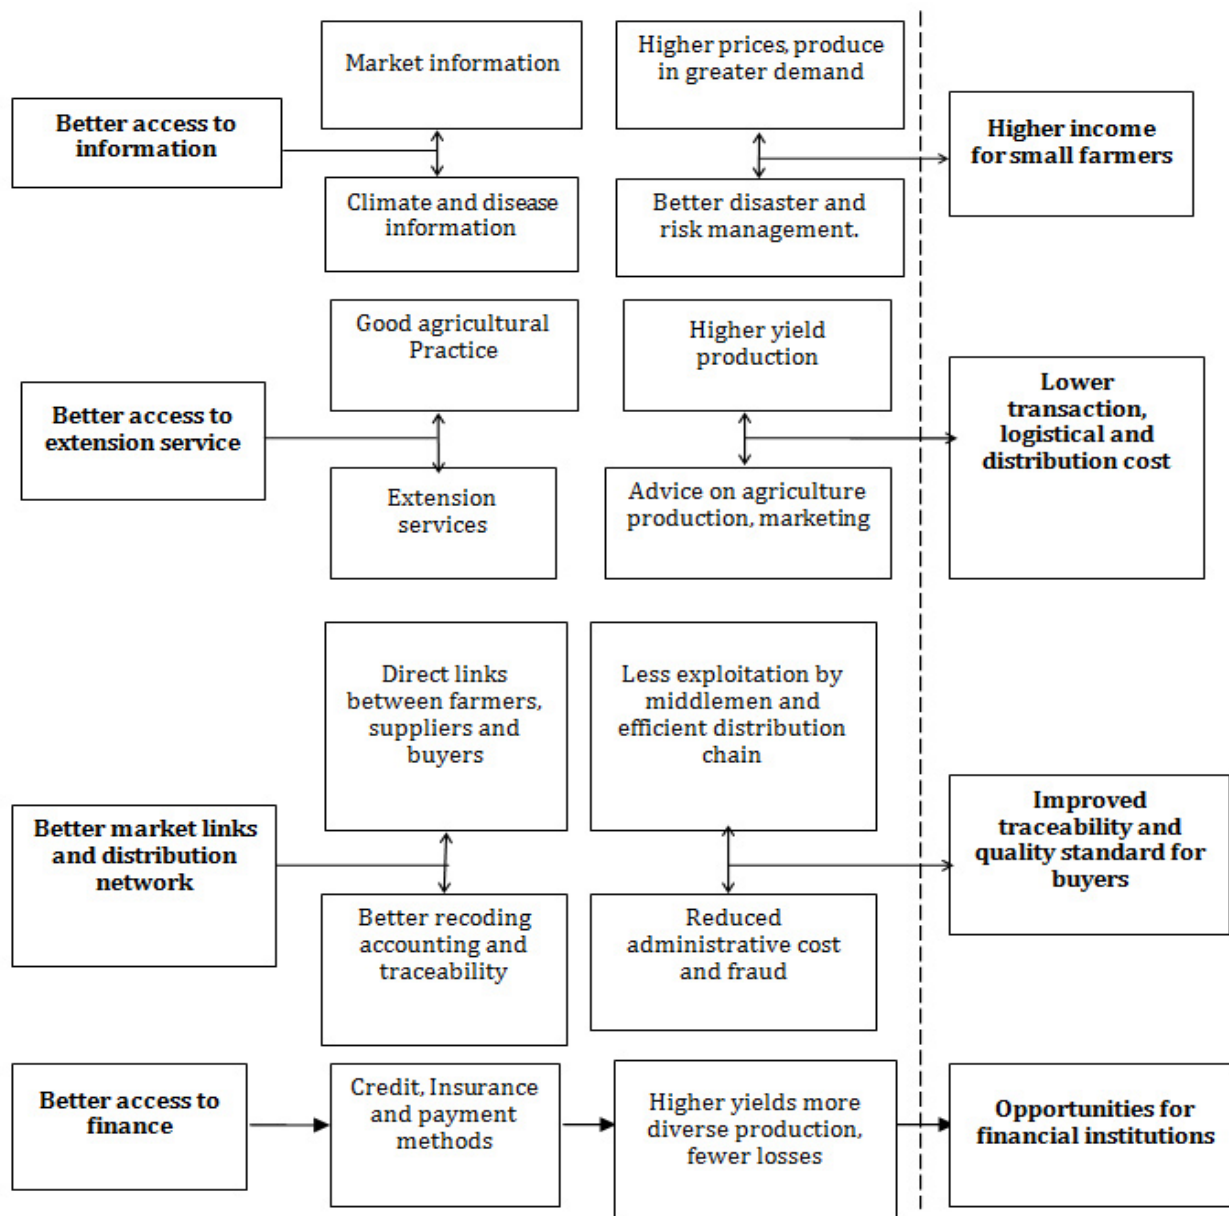 Market information
Higher prices, produce
in greater demand
Better access to
information
Higher income
for small farmers
Climate and disease
information
Better disaster and
risk management.
Good agricultural
Practice
Higher yield
production
Better access to
extension service
Lower
transaction,
logistical and
distribution cost
Extension
services
Advice on agriculture
production, marketing
Direct links
between farmers,
suppliers and
buyers
Less exploitation by
middlemen and
efficient distribution
chain
Better market links
and distribution
network
Improved
traceability and
quality standard for
buyers
Better recoding
accounting and
traceability
Reduced
administrative cost
and fraud
Better access to
finance
Credit, Insurance
and payment
methods
Higher yields more
diverse production,
fewer losses
Opportunities for
financial institutions